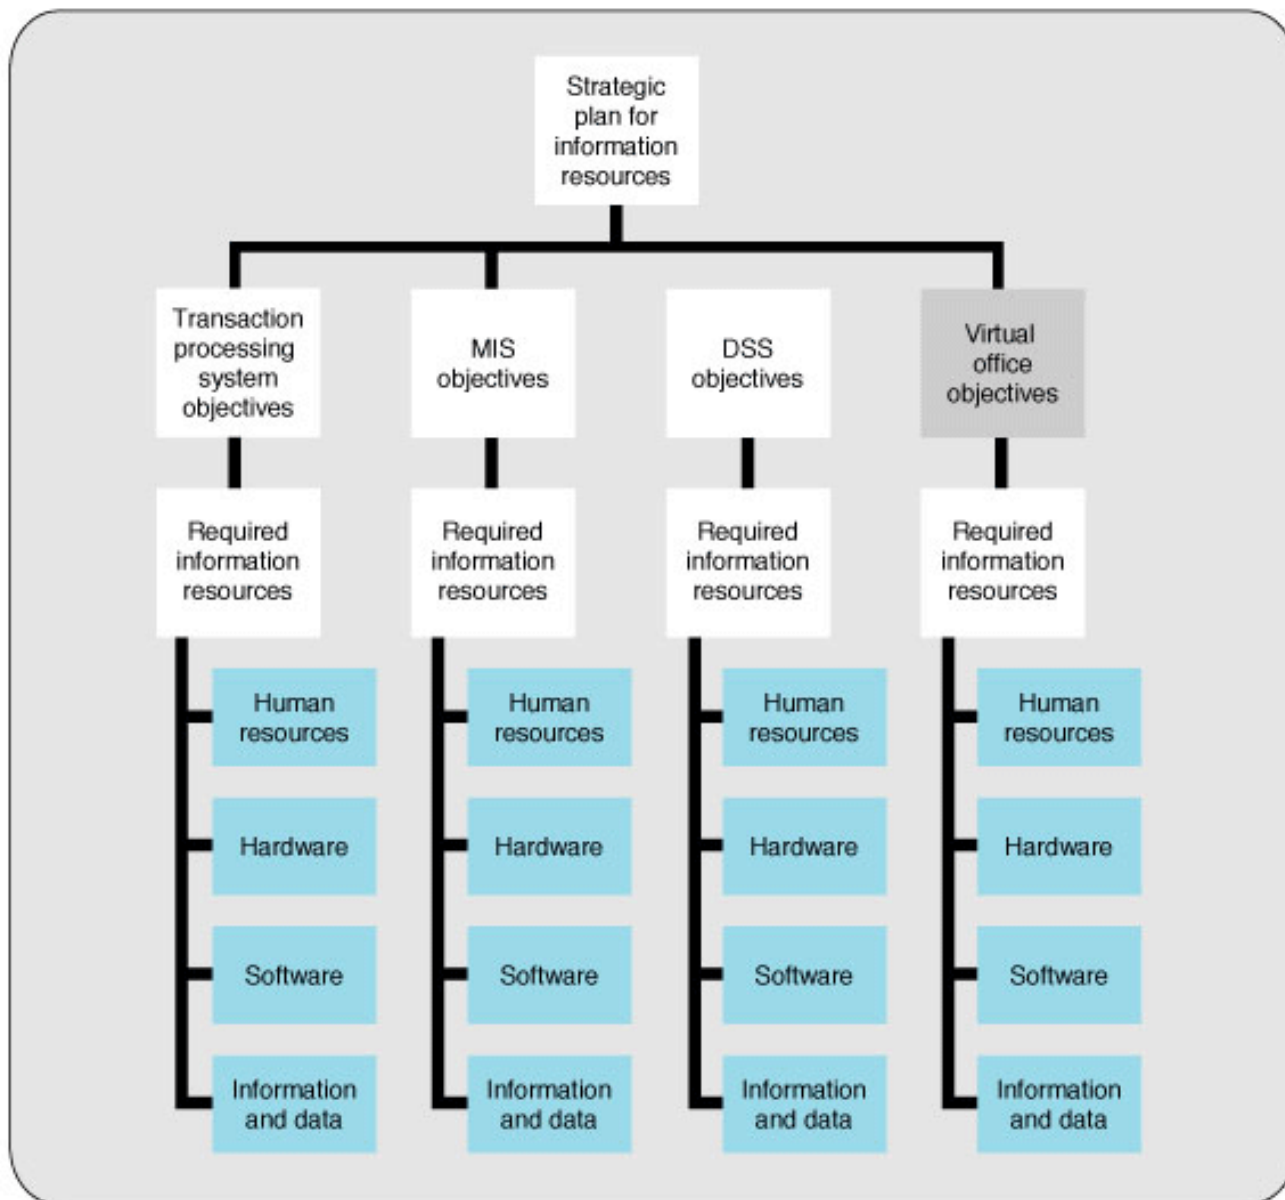 Strategic
plan for
information
resources
Transaction
processing
system
objectives
MIS
objectives
DSS
objectives
Virtual
office
objectives
Required
information
resources
Required
information
resources
Required
information
resources
Required
information
resources
Human
resources
Human
resources
Human
resources
Human
resources
Hardware
Hardware
Hardware
Hardware
Software
Software
Software
Software
Information
and data
Information
and data
Information
and data
Information
and data